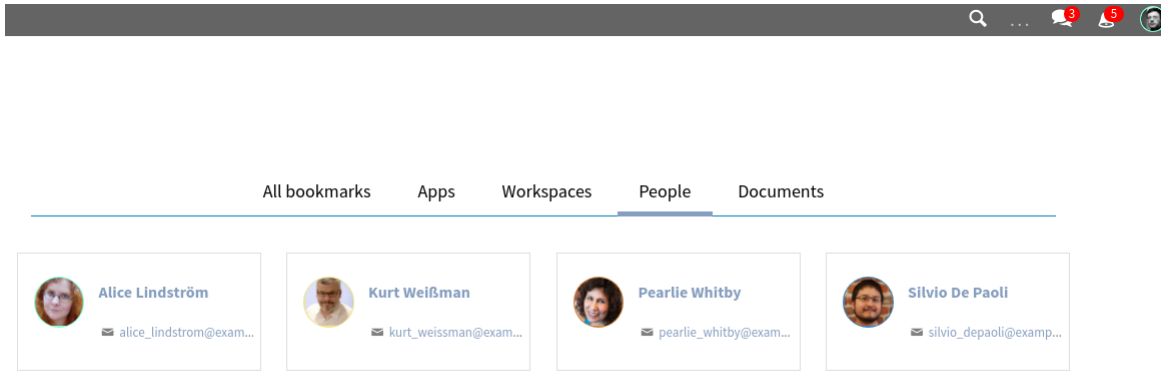 ... 3 5
All bookmarks Apps Workspaces People Documents
Alice Lindström Kurt Weißman Pearlie Whitby Silvio De Paoli
alice_lindstrom@exam... kurt_weissman@exam... pearlie_whitby@exam... silvio_depaoli@examp...